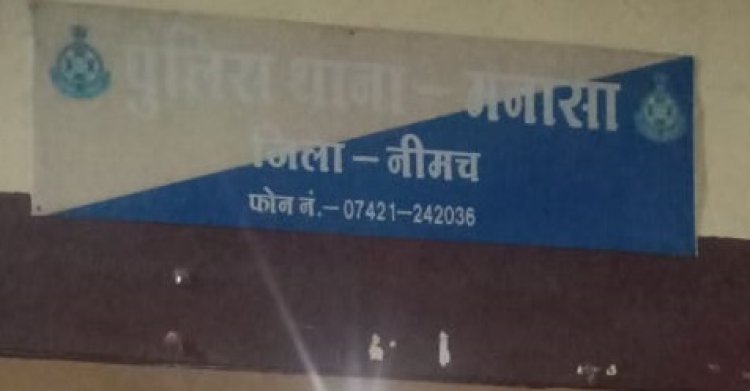 पुलिस थाना - मनासा
जिला - नीमच
फोन नं.- 07421-242036